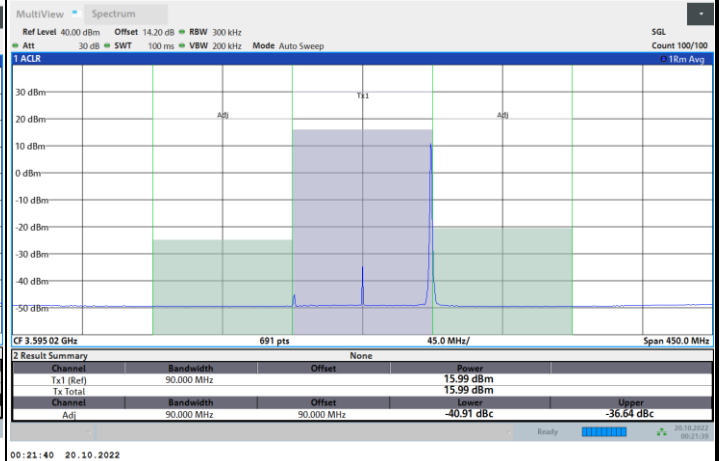 MultiView Spectrum
Ref Level 40.00 dBm Offset 14.20 dB RBW 300 kHz SGL
Att 30 dB SWT 100 ms VBW 200 kHz Mode Auto Sweep Count 100/100
1 ACLR 1Rm Avg
30 dBm
Tx1
20 dBm Adj Adj
10 dBm
0 dBm
-10 dBm
-20 dBm
-30 dBm
-40 dBm
-50 dBm
CF 3.595 02 GHz 691 pts 45.0 MHz/ Span 450.0 MHz
2 Result Summary None
Channel Bandwidth Offset Power
Tx1 (Ref) 90.000 MHz 15.99 dBm
Tx Total 15.99 dBm
Channel Bandwidth Offset Lower Upper
Adj 90.000 MHz 90.000 MHz -40.91 dBc -36.64 dBc
Ready 20.10.2022
00:21:39
00:21:40 20.10.2022